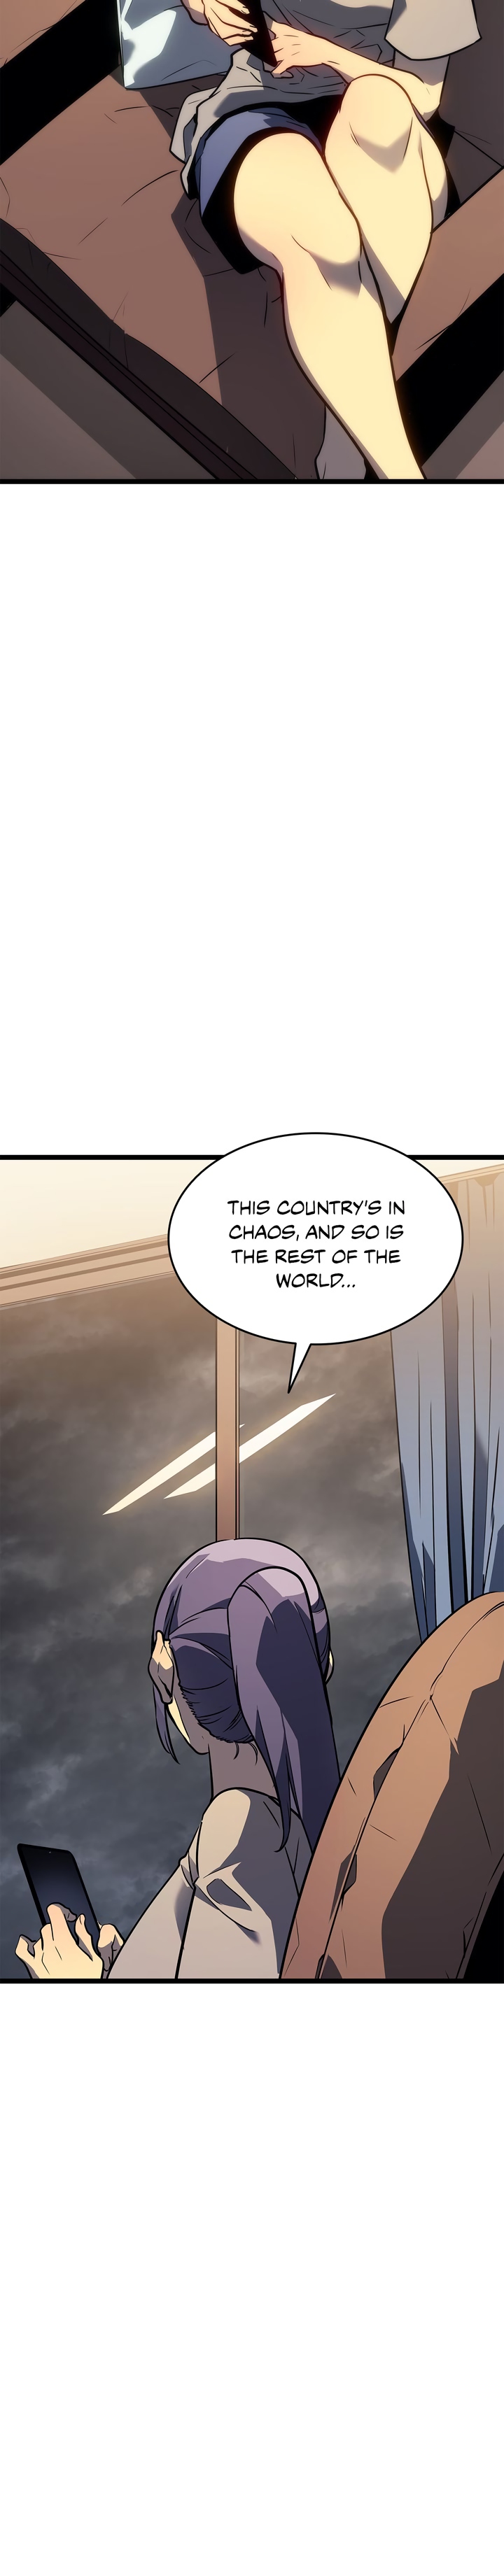 THIS COUNTRY'S IN
CHAOS, AND SO IS
THE REST OF THE
WORLD...